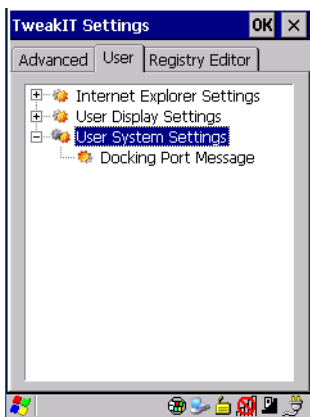 TweakIT Settings OK
Advanced User Registry Editor
Internet Explorer Settings
User Display Settings
User System Settings
Docking Port Message